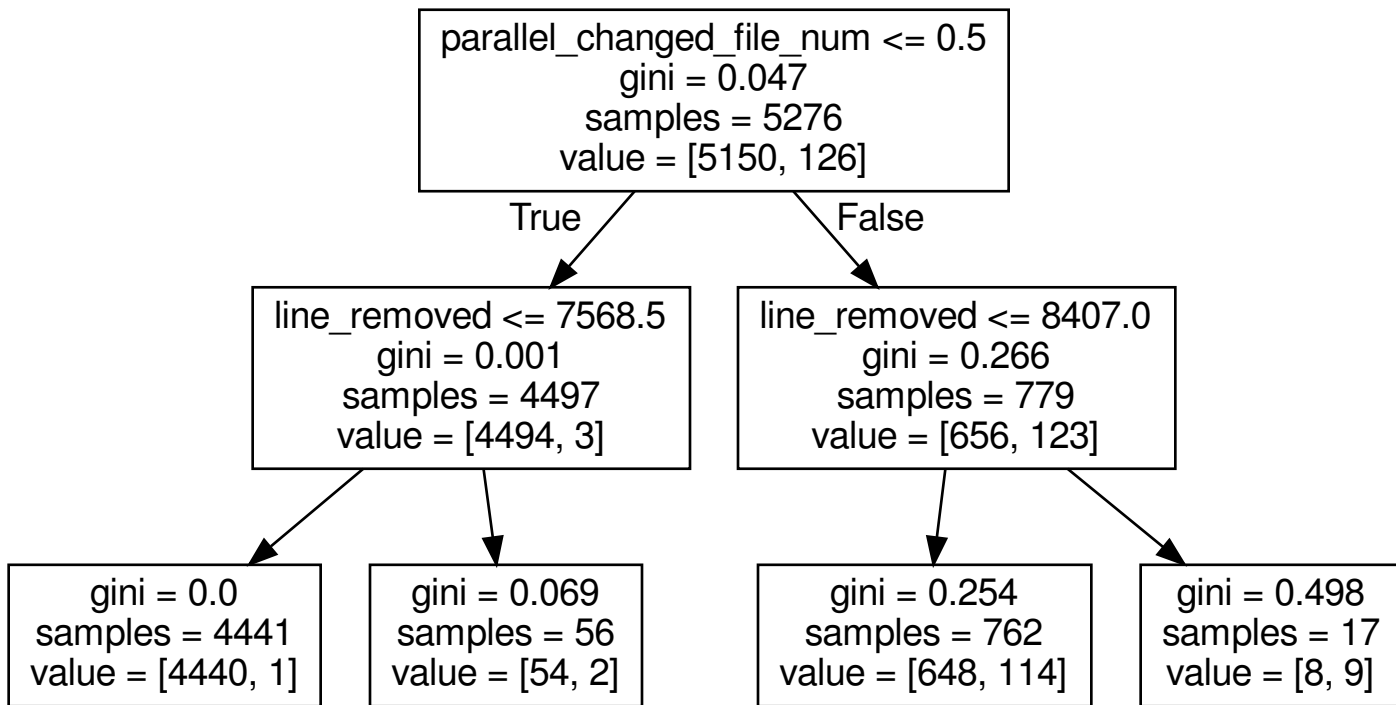 parallel_changed_file_num <= 0.5
gini = 0.047
samples = 5276
value = [5150, 126]
True
False
line_removed <= 7568.5
gini = 0.001
samples = 4497
value = [4494, 3]
line_removed <= 8407.0
gini = 0.266
samples = 779
value = [656, 123]
gini = 0.0
samples = 4441
value = [4440, 1]
gini = 0.069
samples = 56
value = [54, 2]
gini = 0.254
samples = 762
value = [648, 114]
gini = 0.498
samples = 17
value = [8, 9]